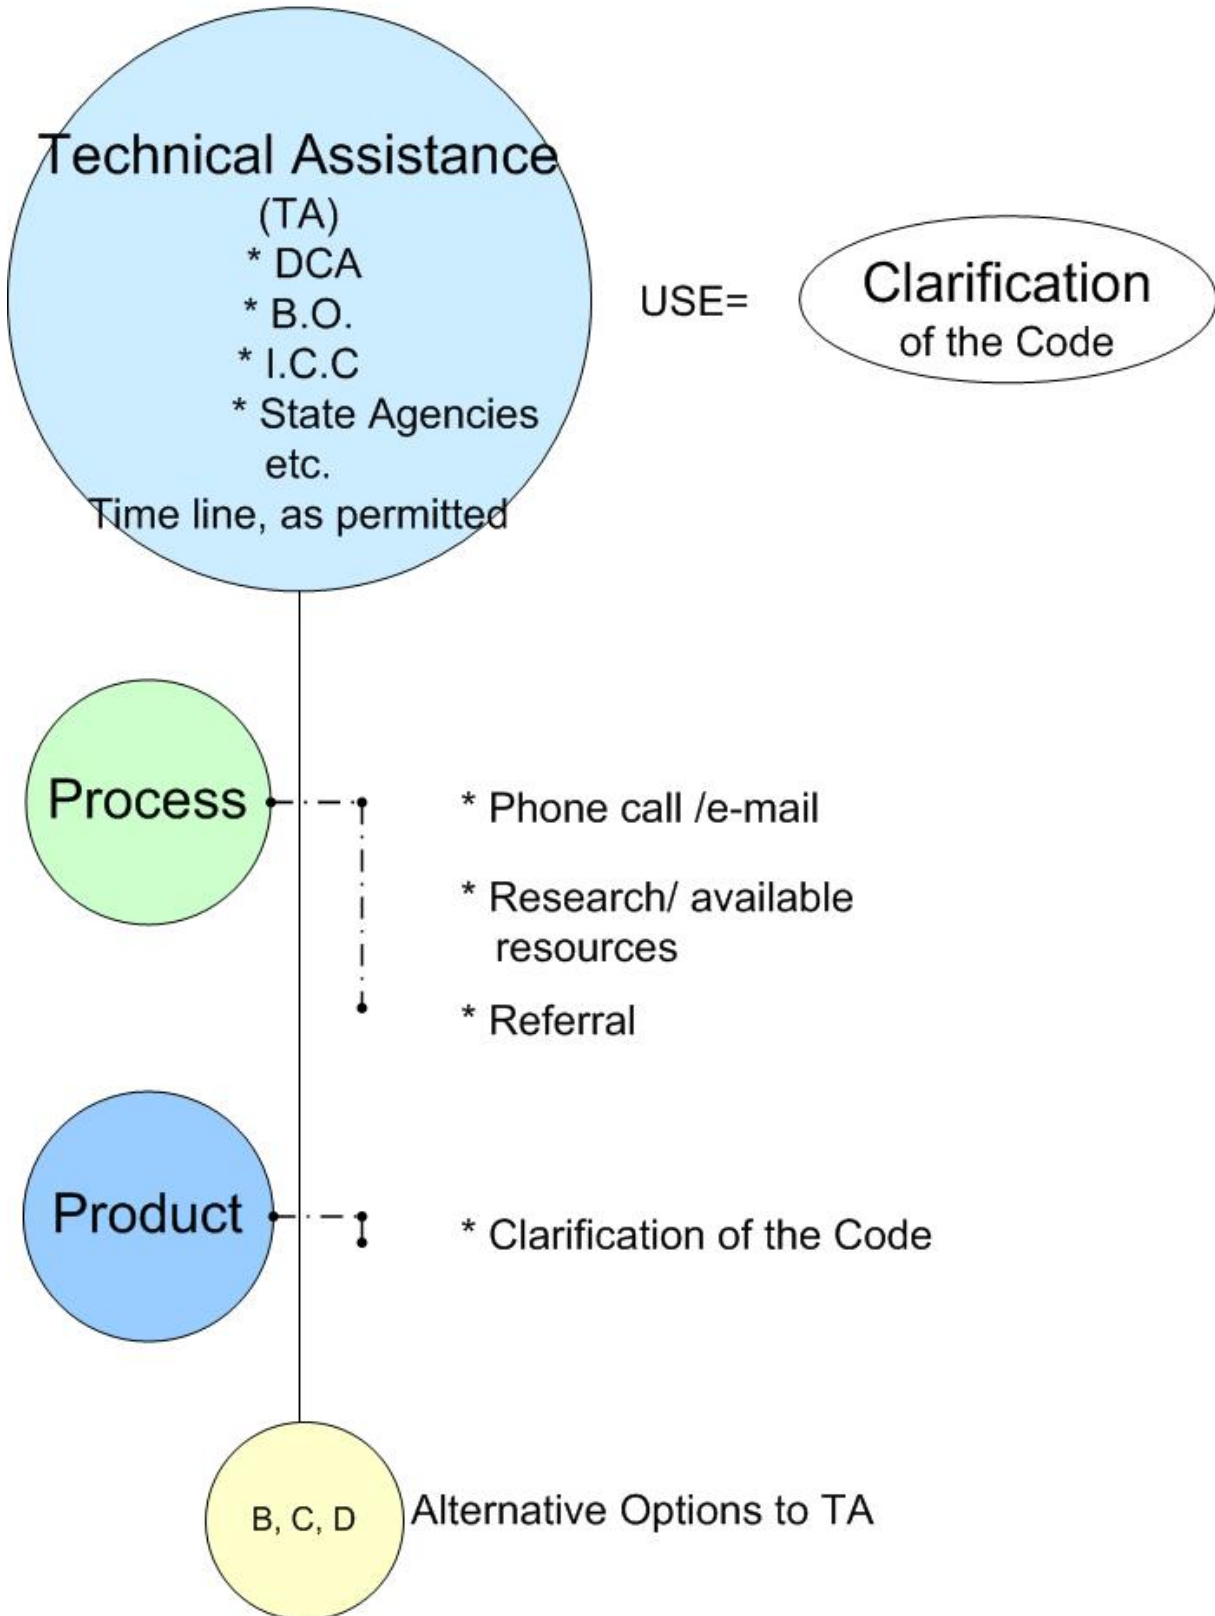 Technical Assistance
(TA)
* DCA
* B.O.
* I.C.C
* State Agencies
etc.
Time line, as permitted
USE=
Clarification
of the Code
Process
* Phone call /e-mail
* Research/ available
resources
* Referral
Product
* Clarification of the Code
B, C, D
Alternative Options to TA